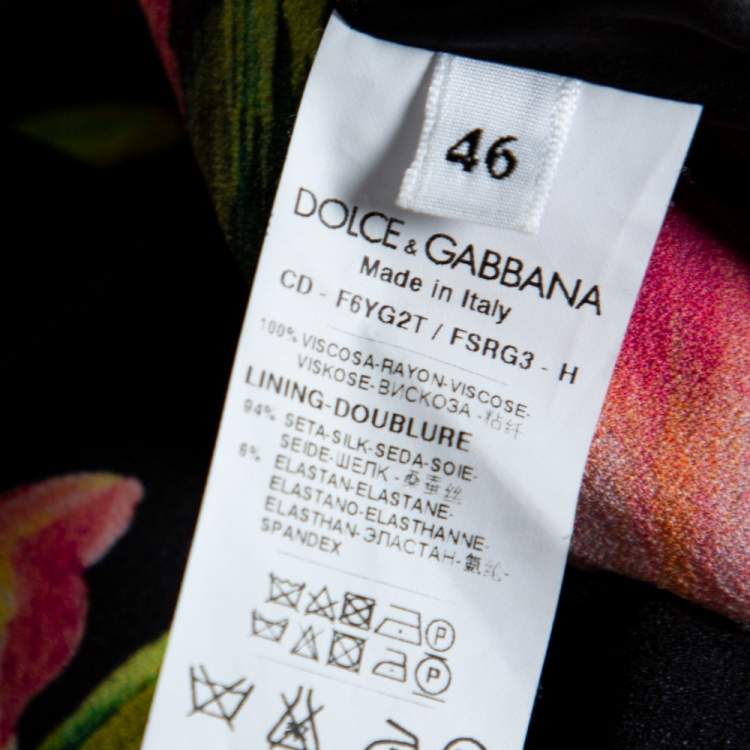 46
DOLCE & GABBANA
Made in Italy
CD - F6YG2T / FSRG3 - H
100% VISCOSA-RAYON-VISCOSE-
VISKOSE-ВИСКОЗА -粘纤
LINING-DOUBLURE
94% SETA-SILK-SEDA-SOIE-
SEIDE-ШЕЛК - 桑蚕丝
6% ELASTAN-ELASTANE-
ELASTANO-ELASTHANNE-
ELASTHAN-ЭЛАСТАН-氨纶-
SPANDEX
P
P